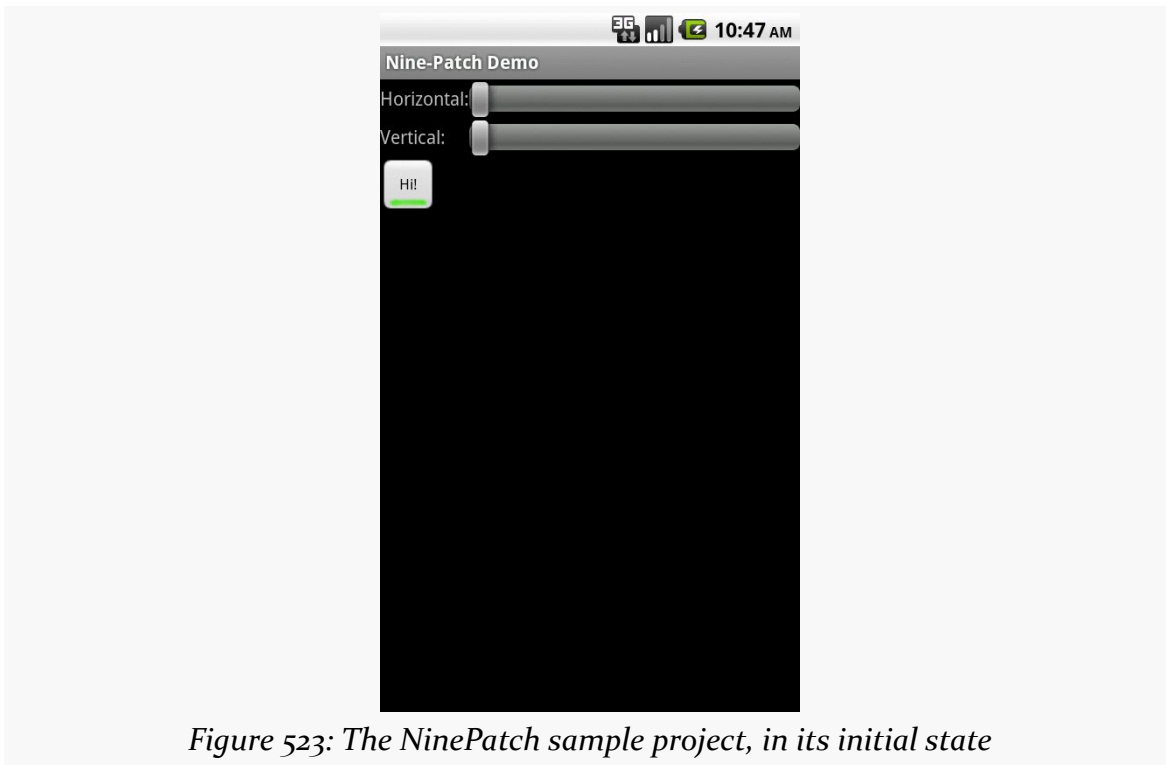 3G 10:47 AM
Nine-Patch Demo
Horizontal:
Vertical:
Hi!
Figure 523: The NinePatch sample project, in its initial state